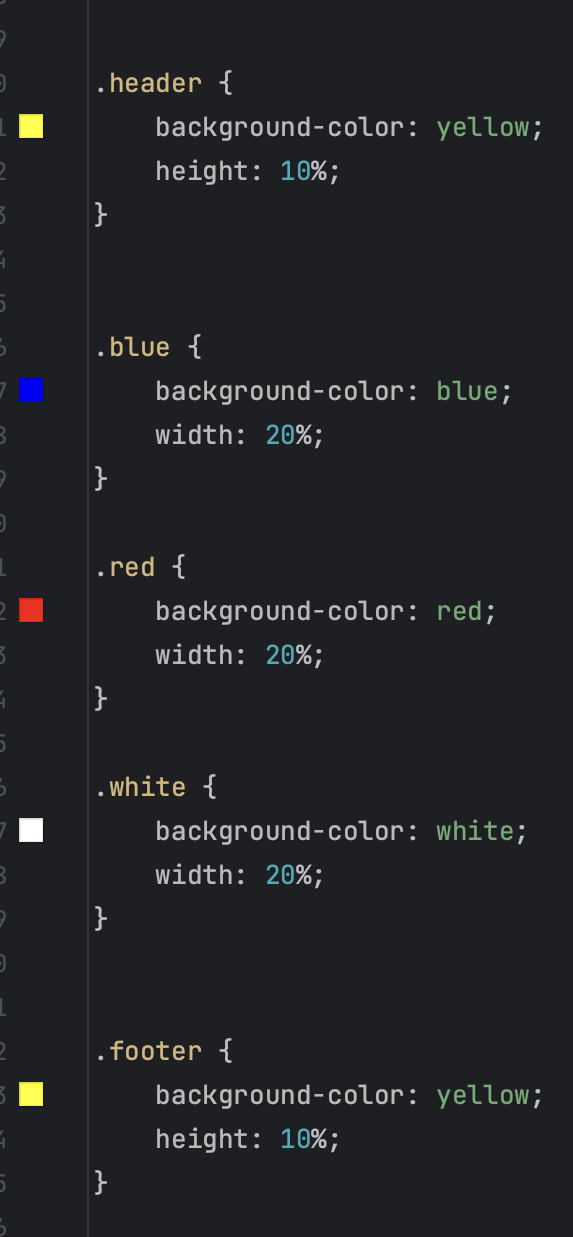 .header {
    background-color: yellow;
    height: 10%;
}
.blue {
    background-color: blue;
    width: 20%;
}
.red {
    background-color: red;
    width: 20%;
}
.white {
    background-color: white;
    width: 20%;
}
.footer {
    background-color: yellow;
    height: 10%;
}